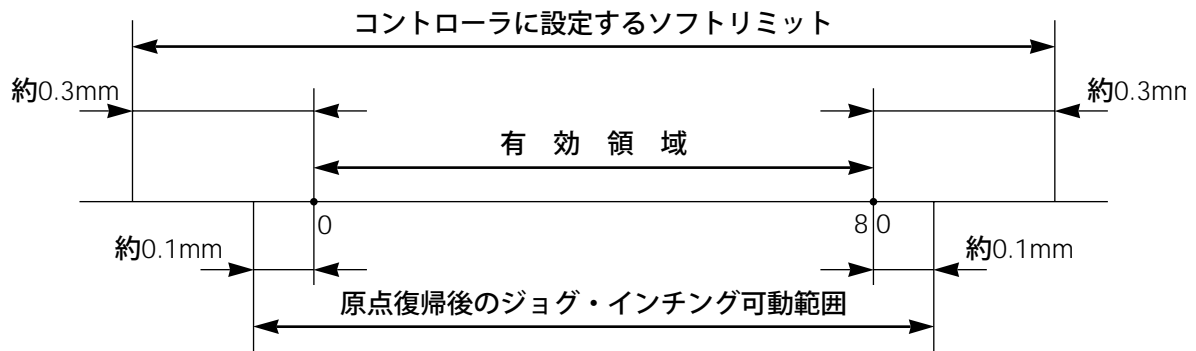 コントローラに設定するソフトリミット
約0.3mm
約0.3mm
有 効 領 域
0
80
約0.1mm
約0.1mm
原点復帰後のジョグ・インチング可動範囲